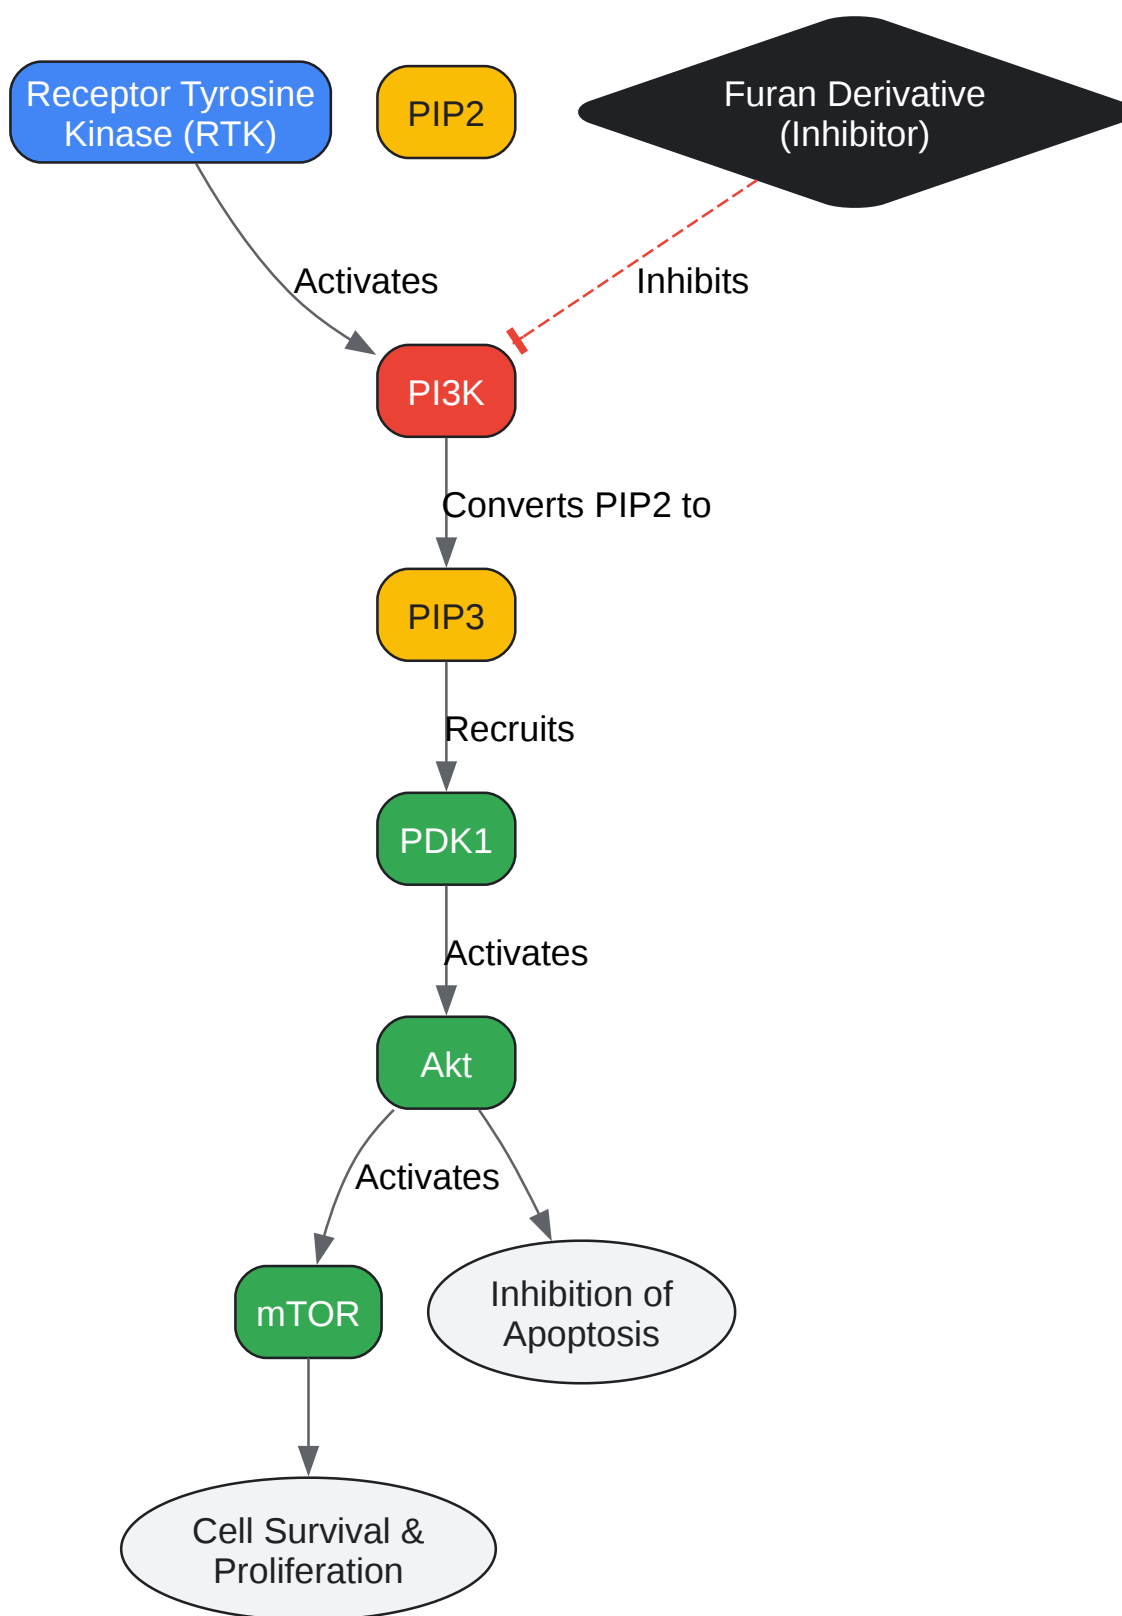 Receptor Tyrosine
Kinase (RTK)
PIP2
Furan Derivative
(Inhibitor)
Activates
Inhibits
PI3K
Converts PIP2 to
PIP3
Recruits
PDK1
Activates
Akt
Activates
mTOR
Inhibition of
Apoptosis
Cell Survival &
Proliferation